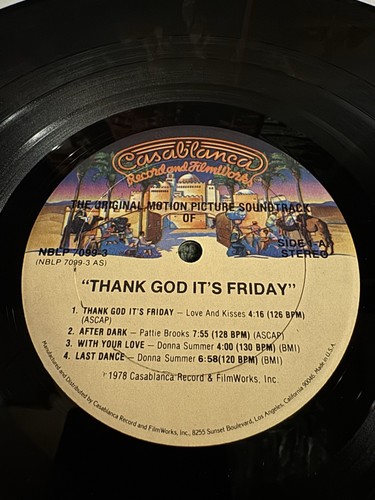 Casablanca
Record and FilmWorks
THE ORIGINAL MOTION PICTURE SOUNDTRACK
OF
NBLP 7099-3
(NBLP 7099-3 AS)
SIDE 1-A
STEREO
"THANK GOD IT'S FRIDAY"
1. THANK GOD IT'S FRIDAY – Love And Kisses 4:16 (126 BPM)
(ASCAP)
2. AFTER DARK – Pattie Brooks 7:55 (128 BPM) (ASCAP)
3. WITH YOUR LOVE – Donna Summer 4:00 (130 BPM) (BMI)
4. LAST DANCE – Donna Summer 6:58 (120 BPM) (BMI)
℗ 1978 Casablanca Record & FilmWorks, Inc.
Manufactured and Distributed by Casablanca Record and FilmWorks, Inc., 8255 Sunset Boulevard, Los Angeles, California 90046. Made in U.S.A.